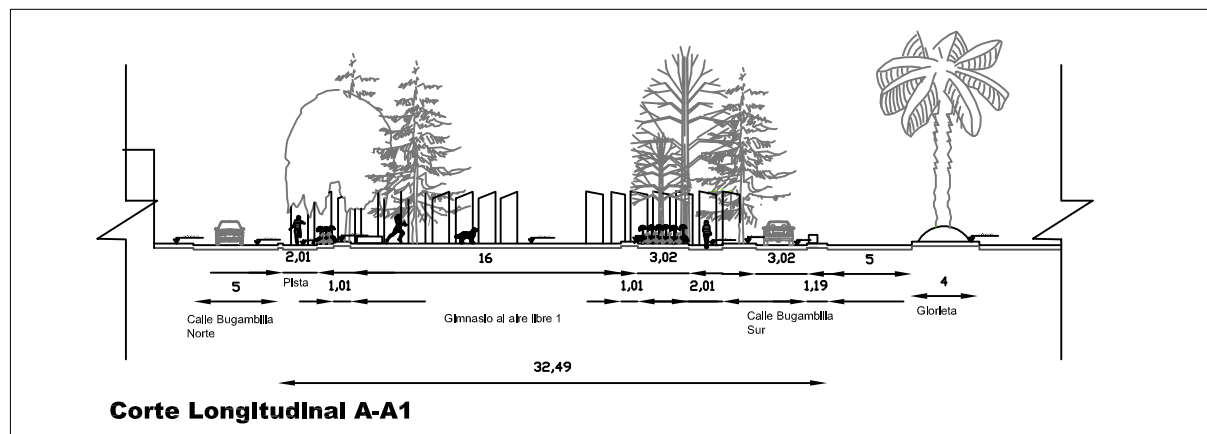 2,01
16
3,02
3,02
5
5
Pista
1,01
1,01
2,01
1,19
4
Calle Bugambilia
Norte
Gimnasio al aire libre 1
Calle Bugambilia
Sur
Glorieta
32,49
Corte Longitudinal A-A1